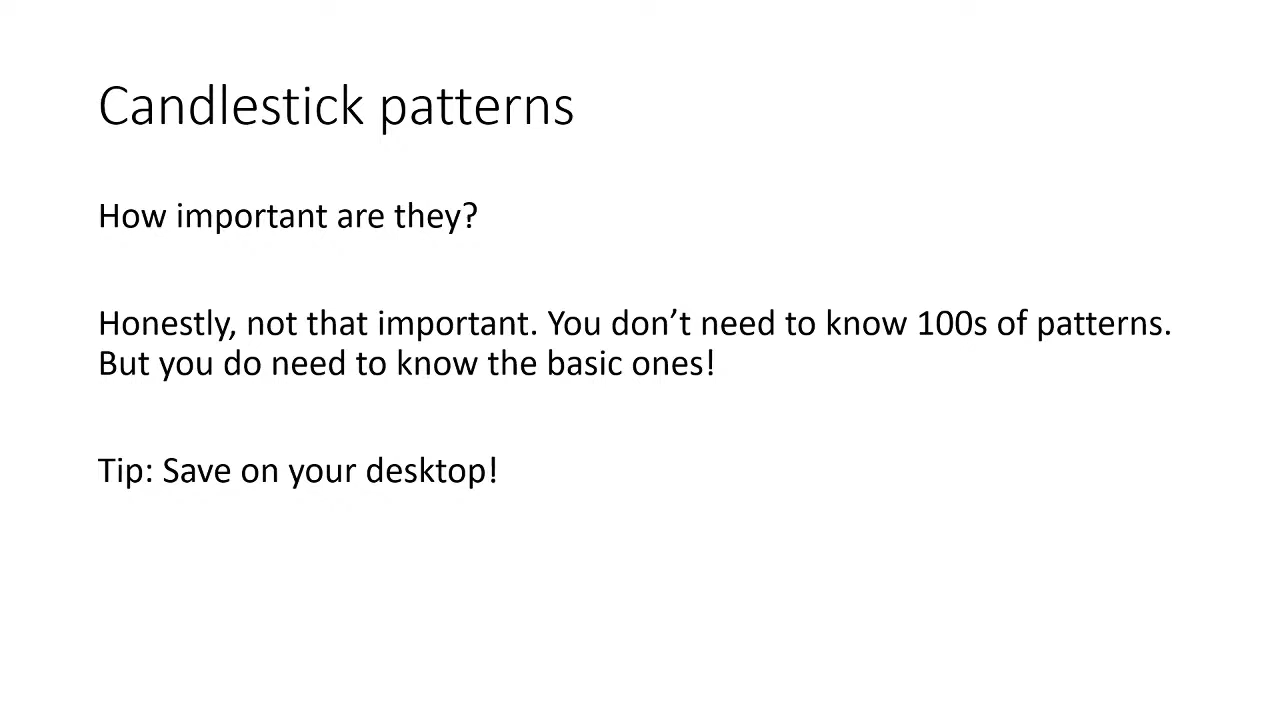 Candlestick patterns
How important are they?
Honestly, not that important. You don’t need to know 100s of patterns.
But you do need to know the basic ones!
Tip: Save on your desktop!